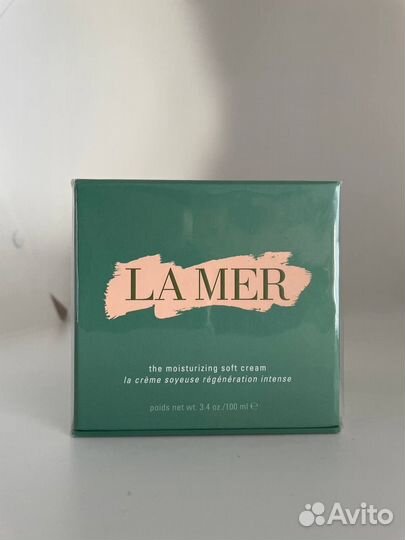 LA MER
the moisturizing soft cream
la crème soyeuse régénération intense
poids net wt. 3.4 oz./100 ml ℮
Avito